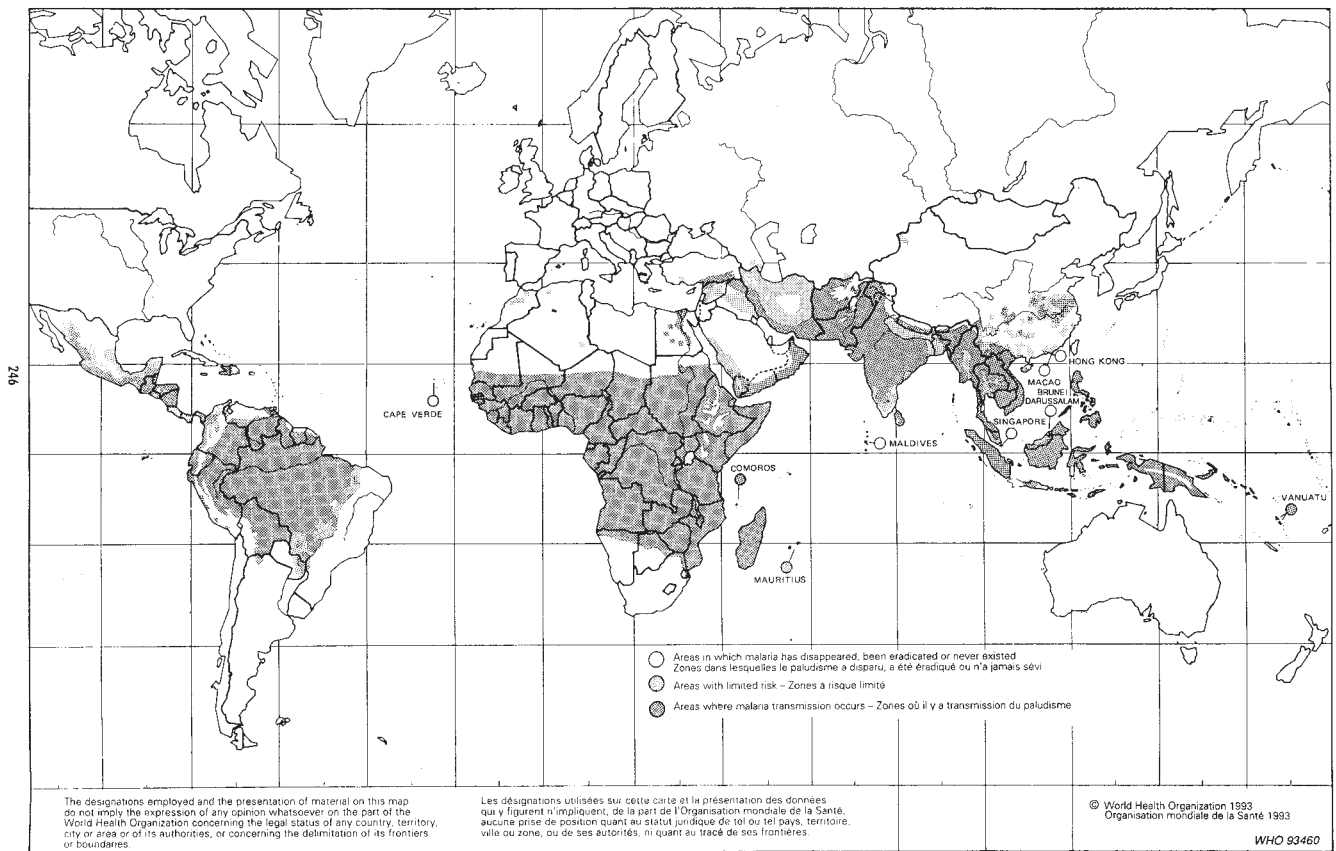 246
CAPE VERDE
COMOROS
MAURITIUS
MALDIVES
HONG KONG
MACAO
BRUNEI
DARUSSALAM
SINGAPORE
VANUATU
Areas in which malaria has disappeared, been eradicated or never existed
Zones dans lesquelles le paludisme a disparu, a été éradiqué ou n'a jamais sévi
Areas with limited risk – Zones à risque limité
Areas where malaria transmission occurs – Zones où il y a transmission du paludisme
The designations employed and the presentation of material on this map
do not imply the expression of any opinion whatsoever on the part of the
World Health Organization concerning the legal status of any country, territory,
city or area or of its authorities, or concerning the delimitation of its frontiers
or boundaries.
Les désignations utilisées sur cette carte et la présentation des données
qui y figurent n'impliquent, de la part de l'Organisation mondiale de la Santé,
aucune prise de position quant au statut juridique de tel ou tel pays, territoire,
ville ou zone, ou de ses autorités, ni quant au tracé de ses frontières.
© World Health Organization 1993
Organisation mondiale de la Santé 1993
WHO 93460